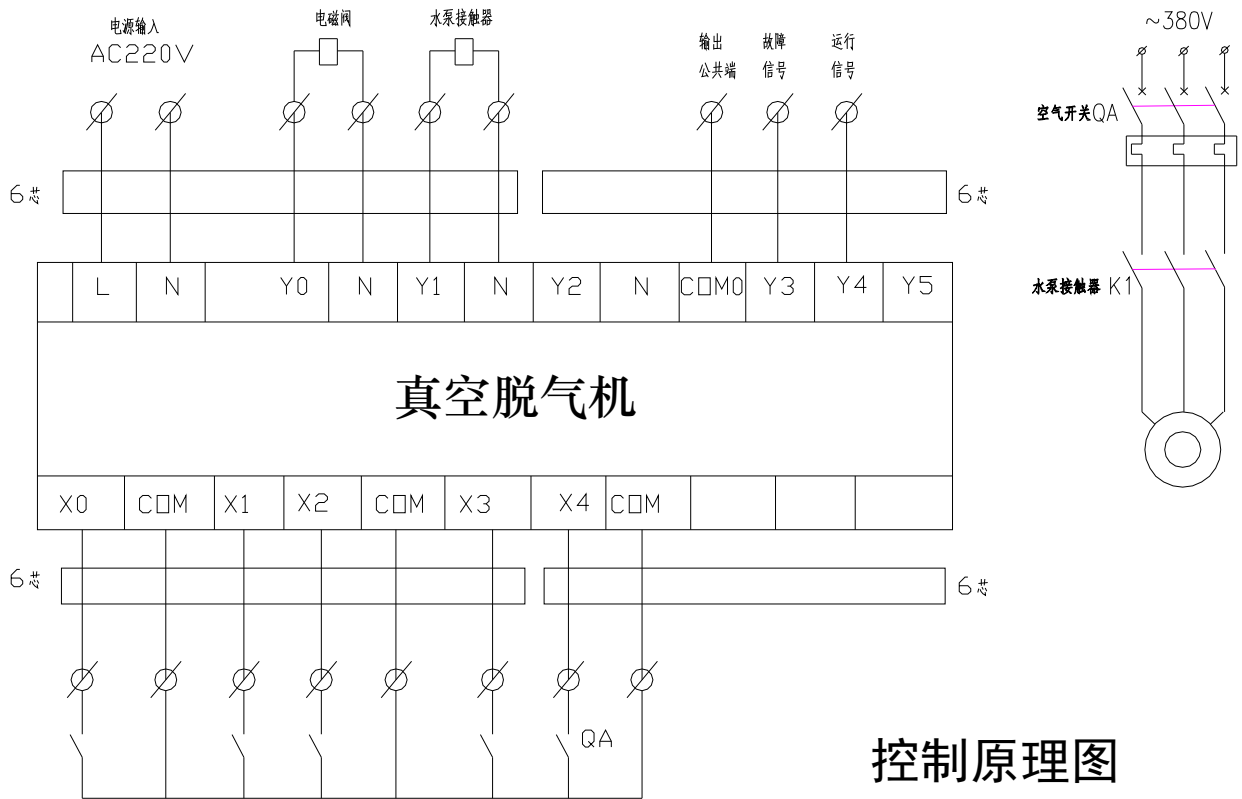 电源输入
AC220V
电磁阀
水泵接触器
输出
公共端
故障
信号
运行
信号
~380V
空气开关QA
6芯
6芯
L N Y0 N Y1 N Y2 N COM0 Y3 Y4 Y5
水泵接触器 K1
真空脱气机
X0 COM X1 X2 COM X3 X4 COM
6芯
6芯
QA
控制原理图